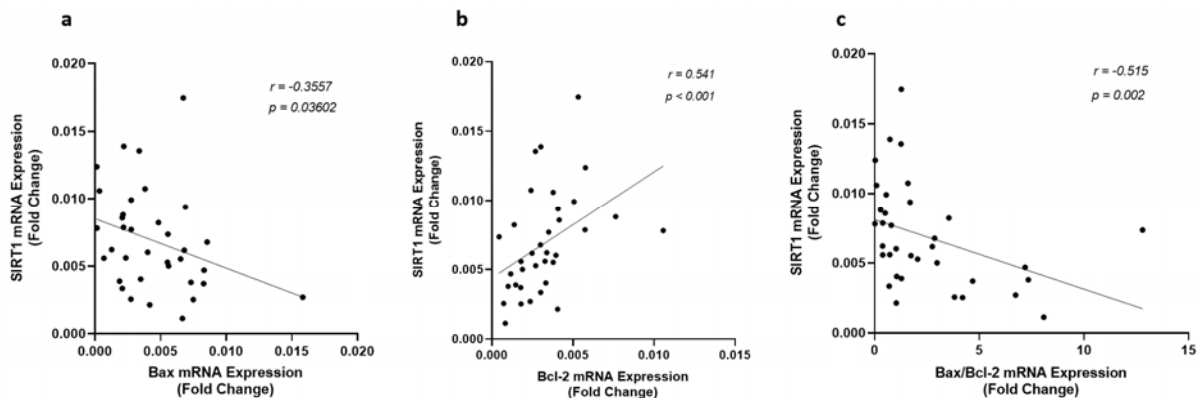 a
r = -0.3557
p = 0.03602
SIRT1 mRNA Expression
(Fold Change)
0.020
0.015
0.010
0.005
0.000
0.000 0.005 0.010 0.015 0.020
Bax mRNA Expression
(Fold Change)
b
r = 0.541
p < 0.001
SIRT1 mRNA Expression
(Fold Change)
0.020
0.015
0.010
0.005
0.000
0.000 0.005 0.010 0.015
Bcl-2 mRNA Expression
(Fold Change)
c
r = -0.515
p = 0.002
SIRT1 mRNA Expression
(Fold Change)
0.020
0.015
0.010
0.005
0.000
0 5 10 15
Bax/Bcl-2 mRNA Expression
(Fold Change)